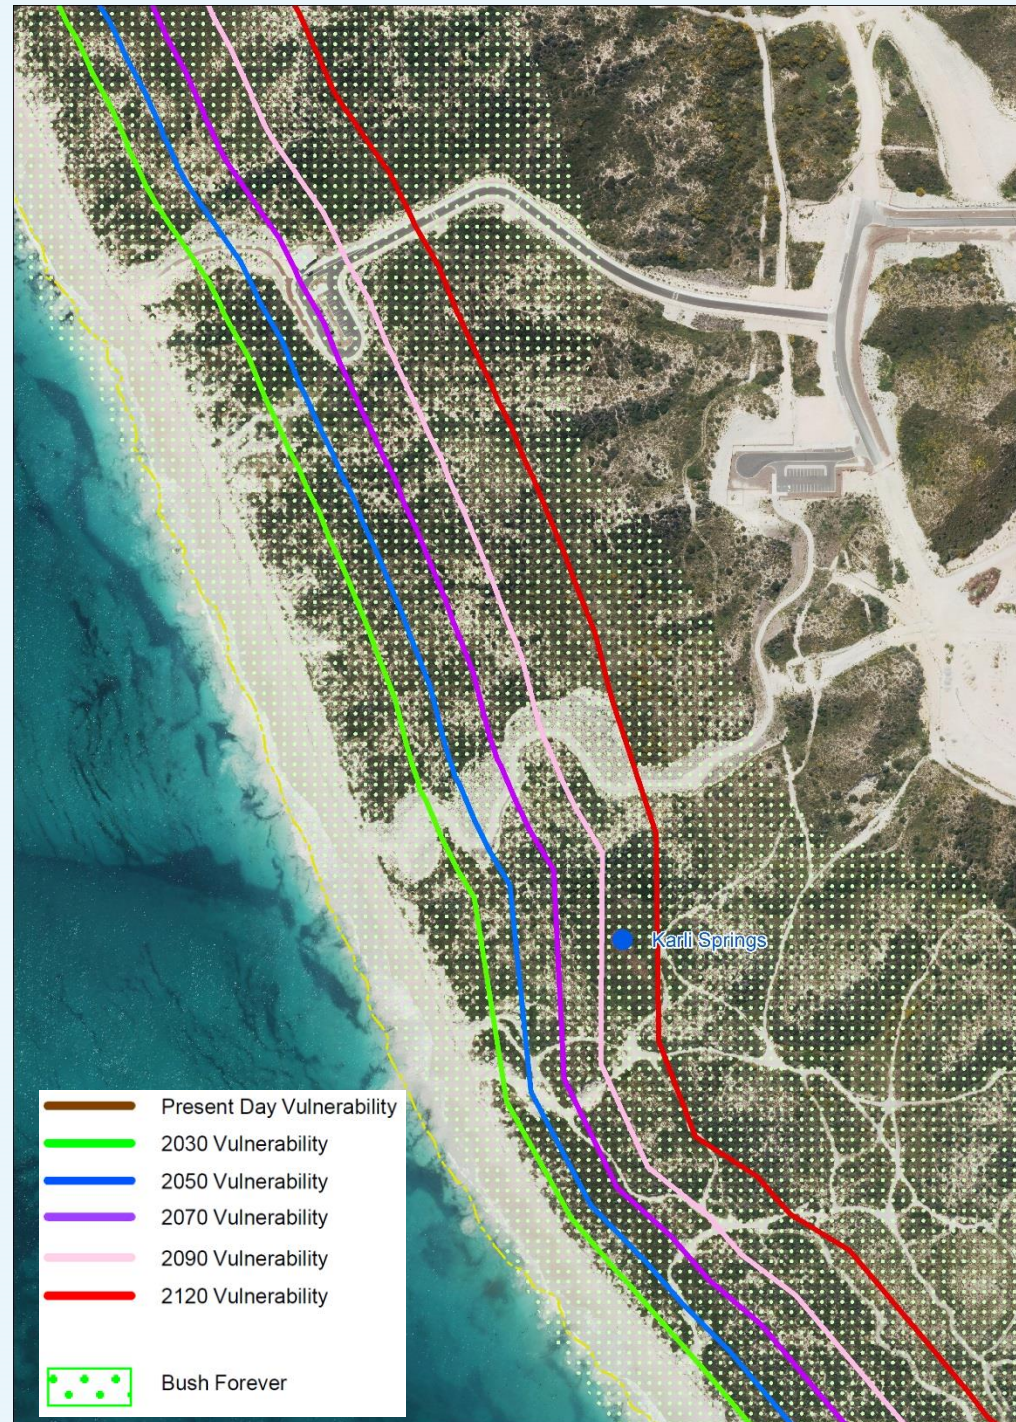 Karli Springs
Present Day Vulnerability
2030 Vulnerability
2050 Vulnerability
2070 Vulnerability
2090 Vulnerability
2120 Vulnerability
Bush Forever